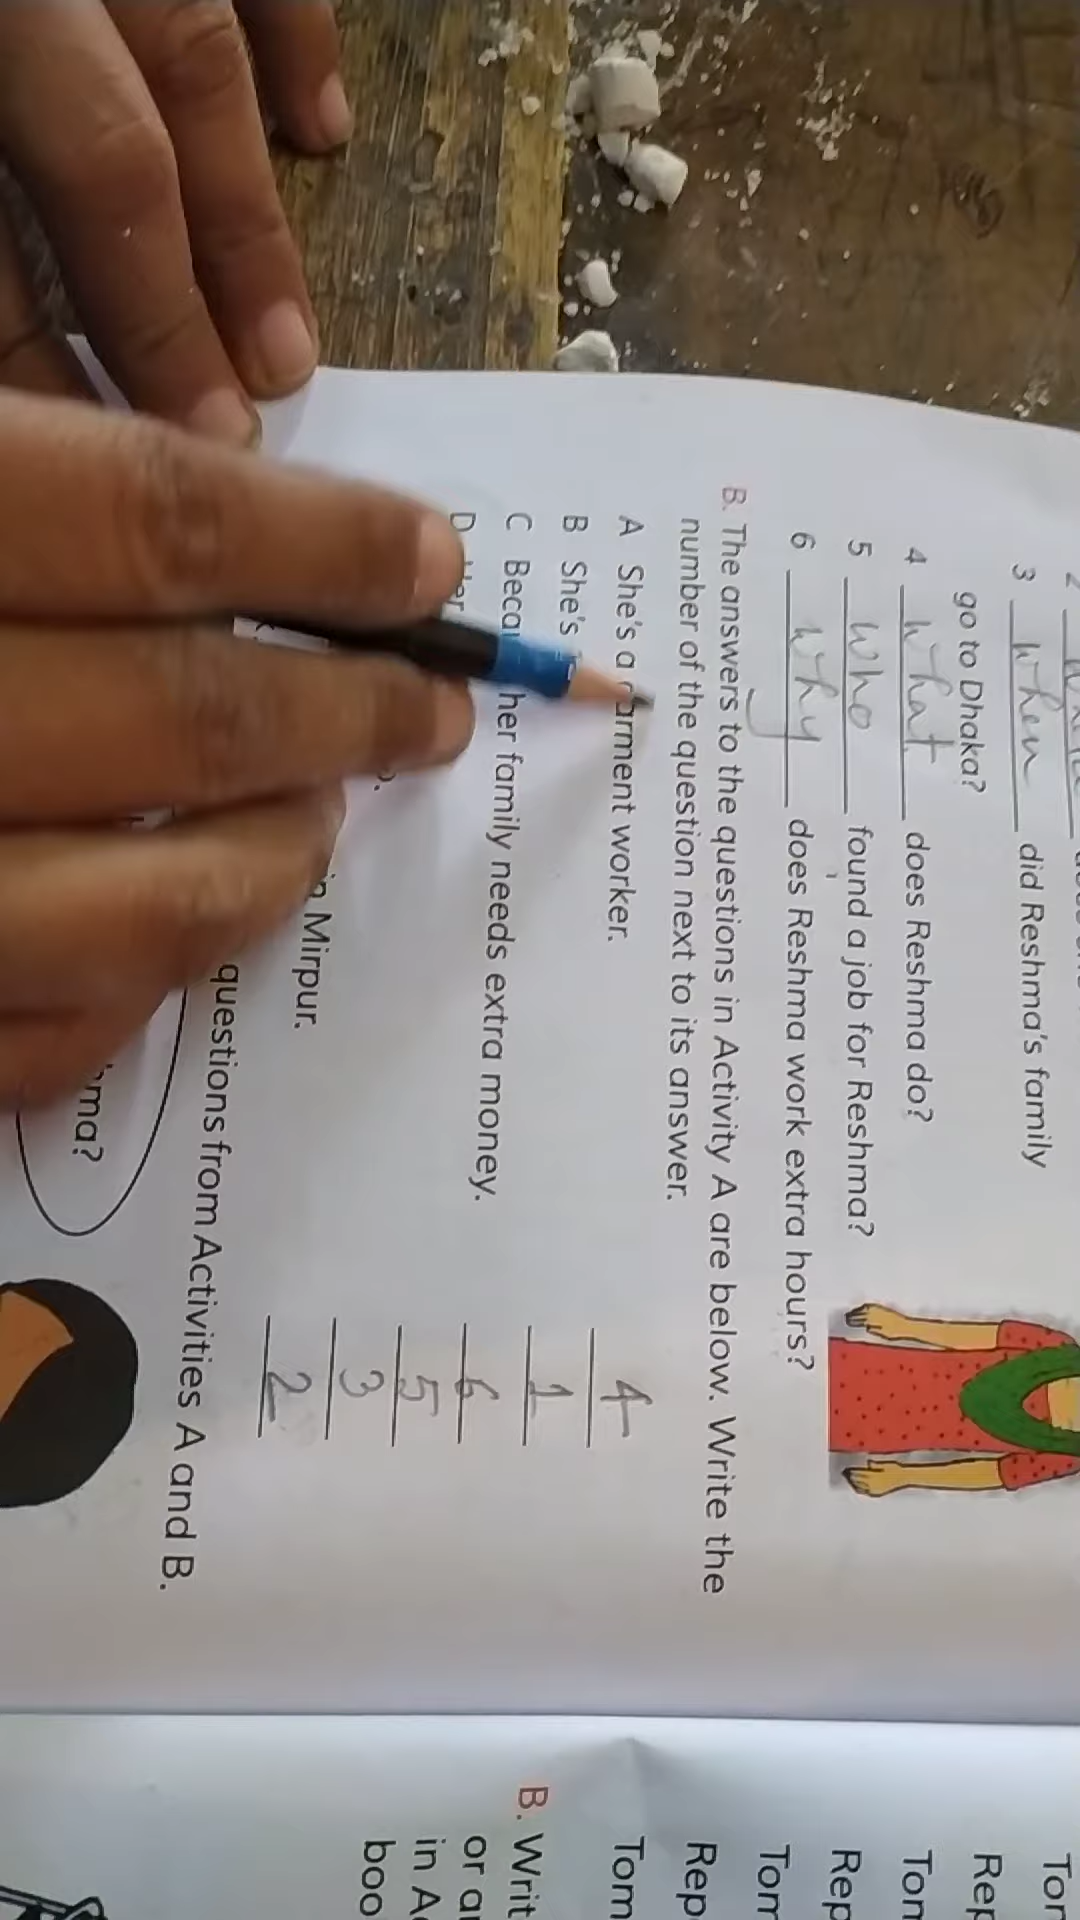 3 When did Reshma's family
go to Dhaka?
4 What does Reshma do?
5 Who found a job for Reshma?
6 Why does Reshma work extra hours?
B. The answers to the questions in Activity A are below. Write the
number of the question next to its answer.
A She's a garment worker. 4
B She's 1
C her family needs extra money. 6
D Her 5
3
in Mirpur. 2
questions from Activities A and B.
ma?
Tom
Rep
Tom
Rep
Tom
Rep
Tom
B. Writ
or a
in A
boo